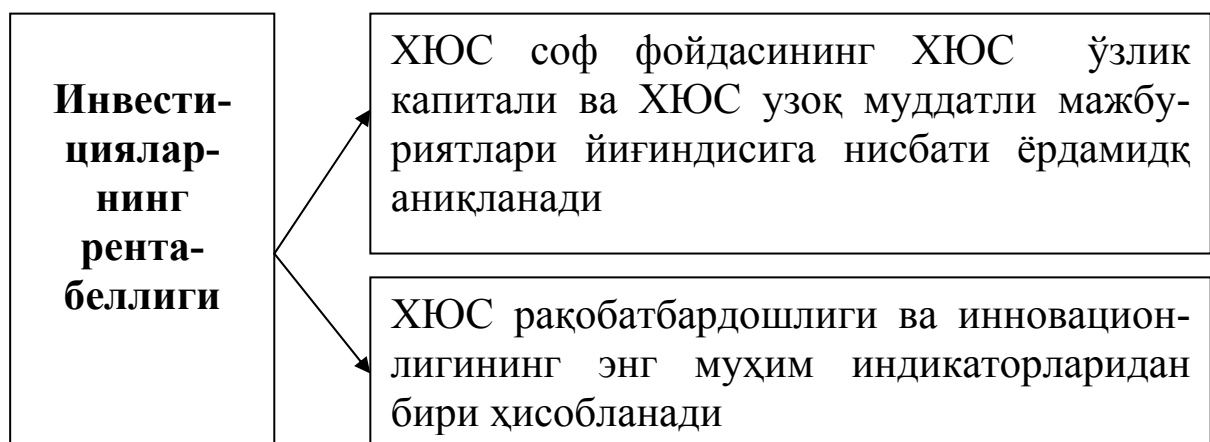 Инвести-
циялар-
нинг
рента-
беллиги
ХЮС соф фойдасининг ХЮС ўзлик
капитали ва ХЮС узоқ муддатли мажбу-
риятлари йиғиндисига нисбати ёрдамидқ
аниқланади
ХЮС рақобатбардошлиги ва инновацион-
лигининг энг муҳим индикаторларидан
бири ҳисобланади